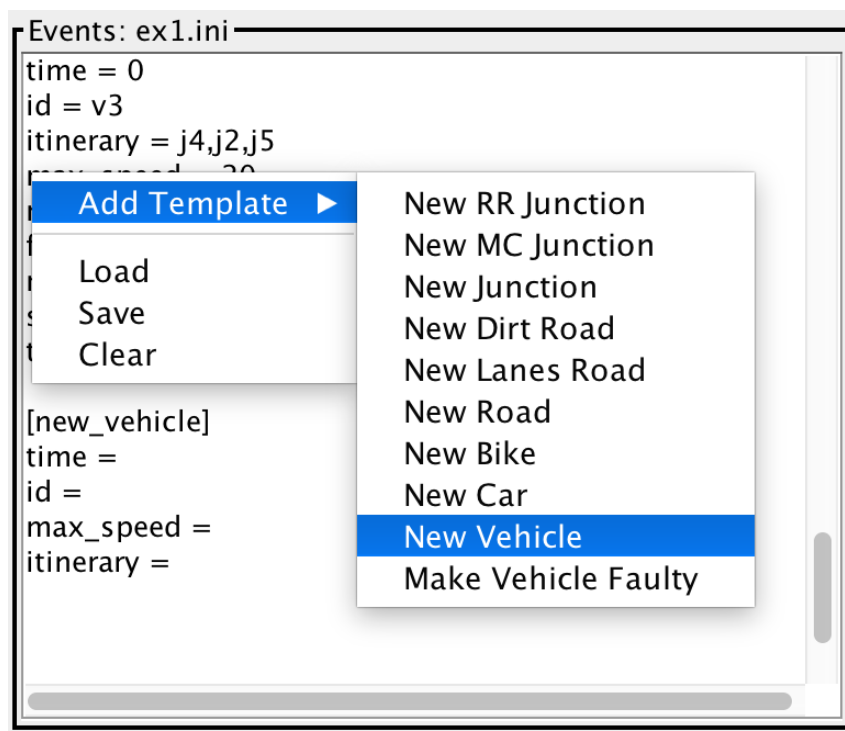 Events: ex1.ini
time = 0
id = v3
itinerary = j4,j2,j5
max_speed = 20
Add Template
Load
Save
Clear
New RR Junction
New MC Junction
New Junction
New Dirt Road
New Lanes Road
New Road
New Bike
New Car
New Vehicle
Make Vehicle Faulty
[new_vehicle]
time =
id =
max_speed =
itinerary =